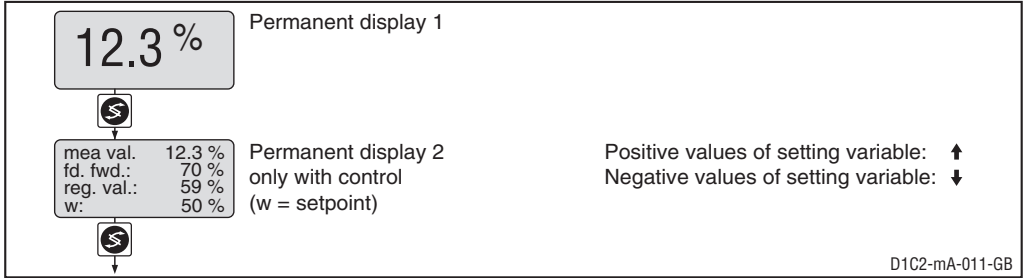 12.3 %
Permanent display 1
mea val. 12.3 %
fd. fwd.: 70 %
reg. val.: 59 %
w: 50 %
Permanent display 2
only with control
(w = setpoint)
Positive values of setting variable: ↑
Negative values of setting variable: ↓
D1C2-mA-011-GB